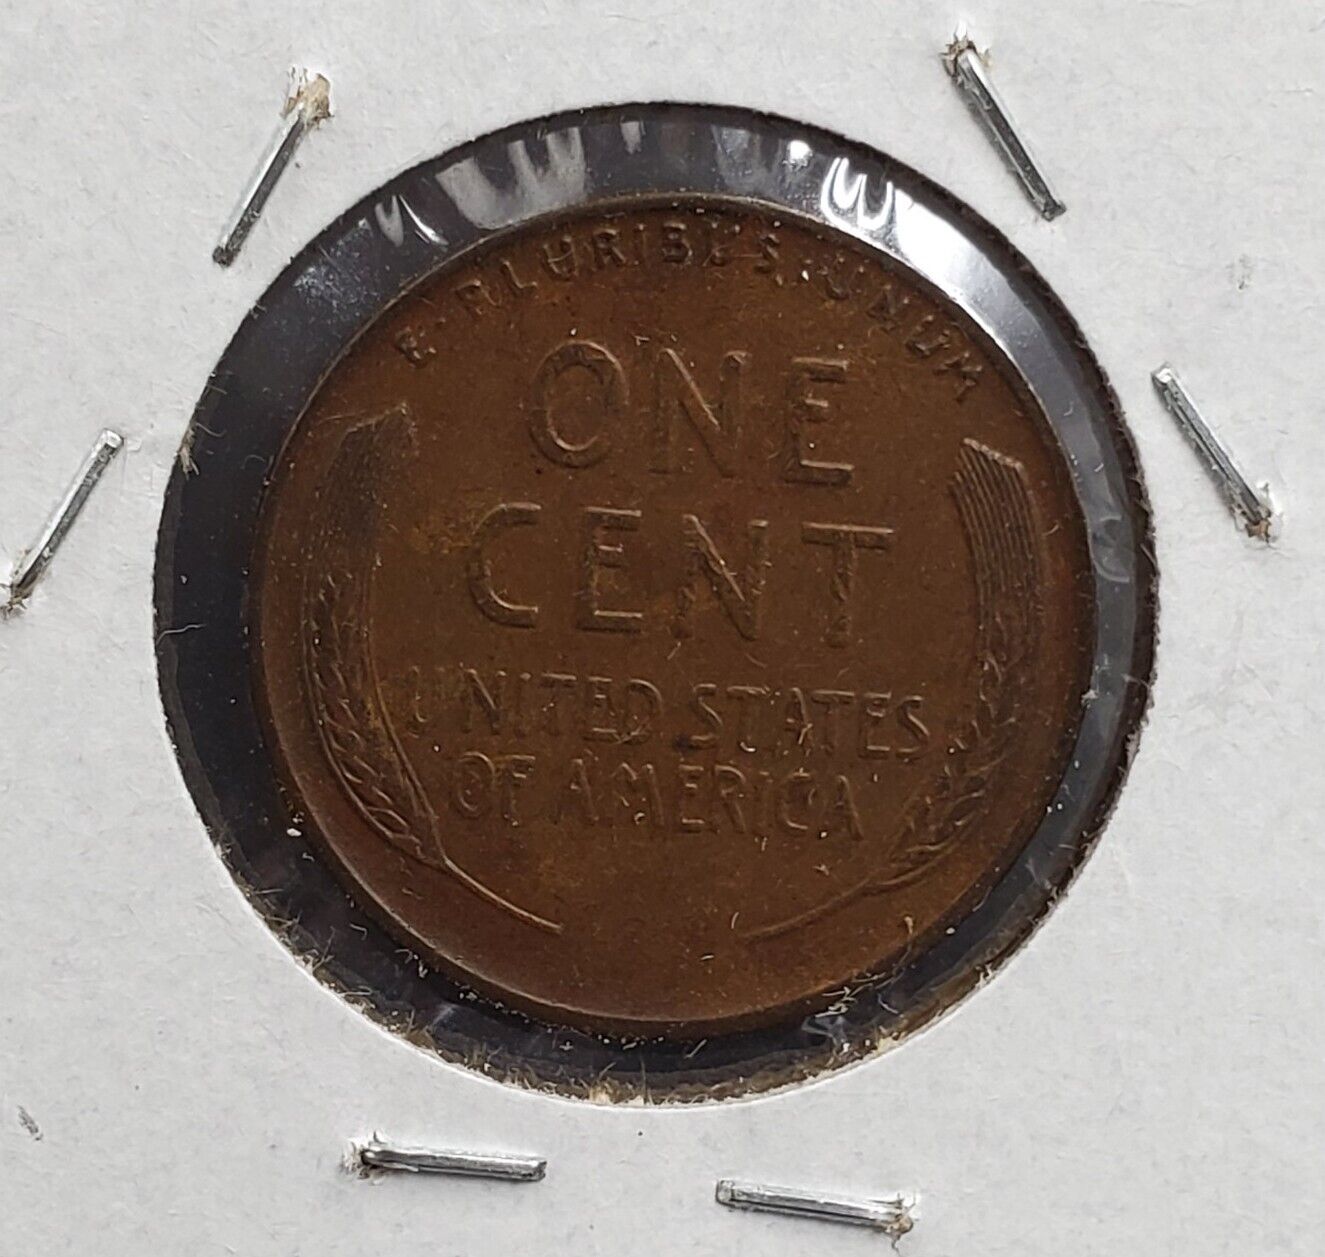 E·PLURIBUS·UNUM
ONE
CENT
UNITED STATES
OF AMERICA